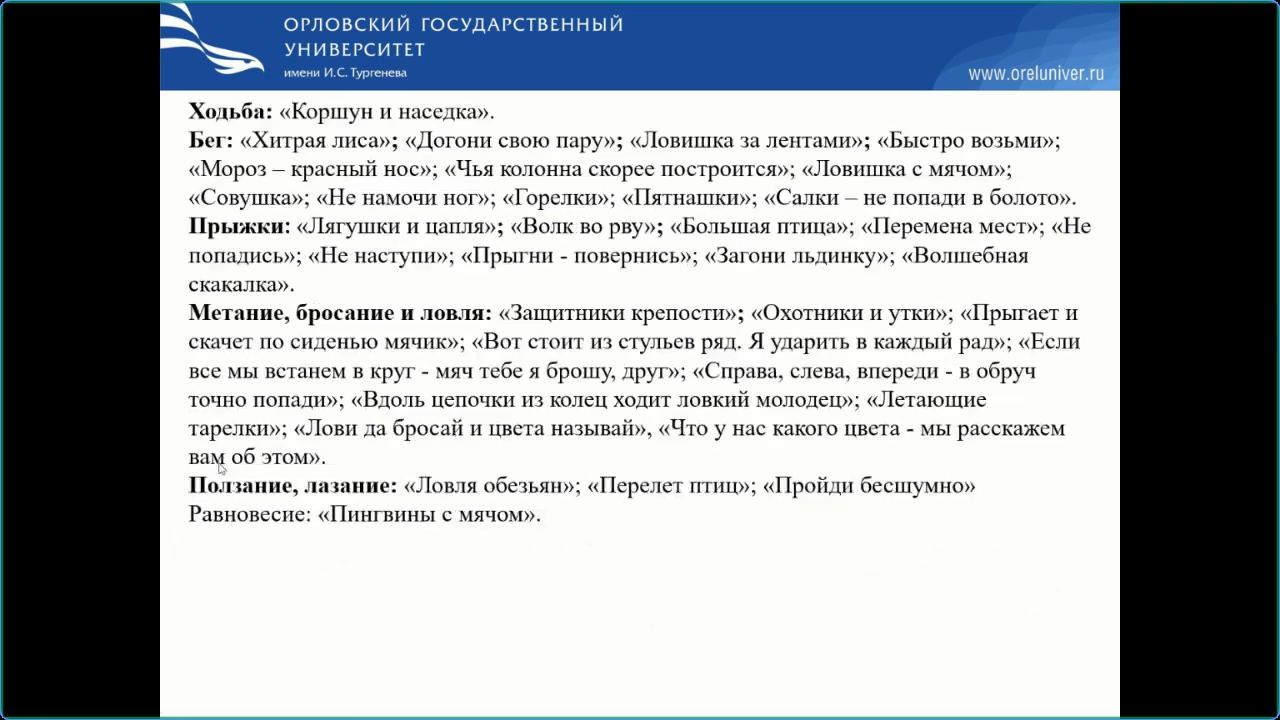 ОРЛОВСКИЙ ГОСУДАРСТВЕННЫЙ
УНИВЕРСИТЕТ
имени И.С. Тургенева
www.oreluniver.ru
Ходьба: «Коршун и наседка».
Бег: «Хитрая лиса»; «Догони свою пару»; «Ловишка за лентами»; «Быстро возьми»;
«Мороз – красный нос»; «Чья колонна скорее построится»; «Ловишка с мячом»;
«Совушка»; «Не намочи ног»; «Горелки»; «Пятнашки»; «Салки – не попади в болото».
Прыжки: «Лягушки и цапля»; «Волк во рву»; «Большая птица»; «Перемена мест»; «Не
попадись»; «Не наступи»; «Прыгни - повернись»; «Загони льдинку»; «Волшебная
скакалка».
Метание, бросание и ловля: «Защитники крепости»; «Охотники и утки»; «Прыгает и
скачет по сиденью мячик»; «Вот стоит из стульев ряд. Я ударить в каждый рад»; «Если
все мы встанем в круг - мяч тебе я брошу, друг»; «Справа, слева, впереди - в обруч
точно попади»; «Вдоль цепочки из колец ходит ловкий молодец»; «Летающие
тарелки»; «Лови да бросай и цвета называй», «Что у нас какого цвета - мы расскажем
вам об этом».
Ползание, лазание: «Ловля обезьян»; «Перелет птиц»; «Пройди бесшумно»
Равновесие: «Пингвины с мячом».